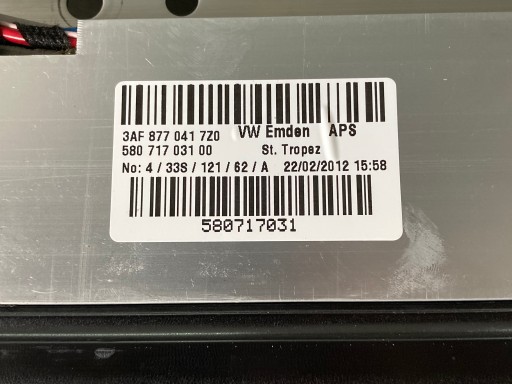 3AF 877 041 7Z0 VW Emden APS
580 717 031 00 St. Tropez
No: 4 / 33S / 121 / 62 / A 22/02/2012 15:58
580717031